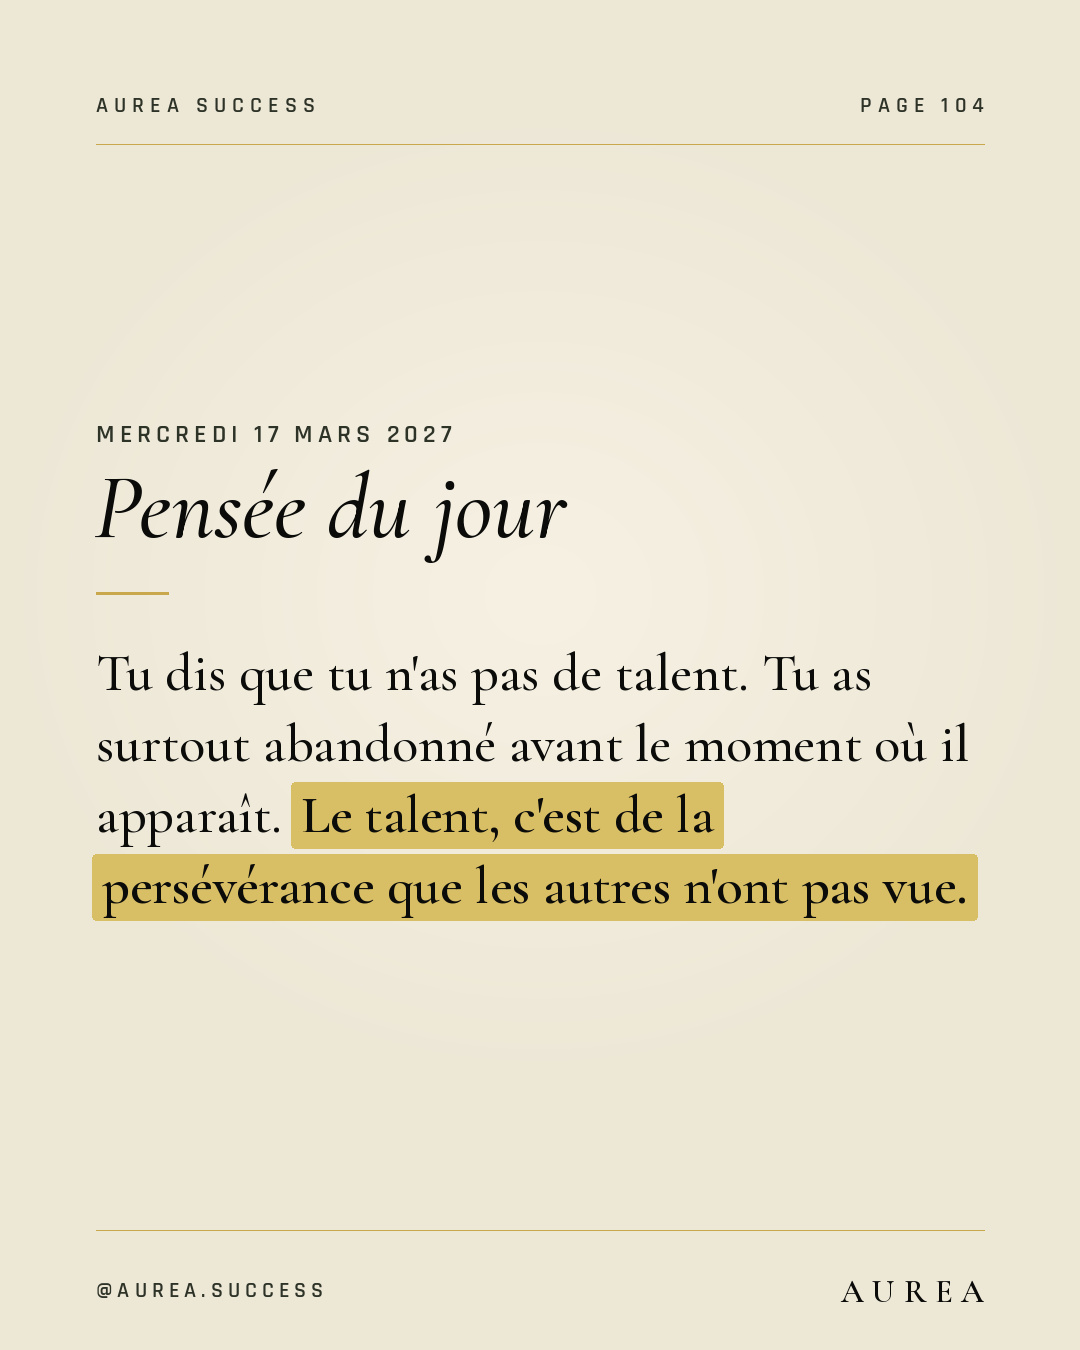 AUREA SUCCESS
PAGE 104
MERCREDI 17 MARS 2027
Pensée du jour
Tu dis que tu n'as pas de talent. Tu as
surtout abandonné avant le moment où il
apparaît. Le talent, c'est de la
persévérance que les autres n'ont pas vue.
@AUREA.SUCCESS
AUREA